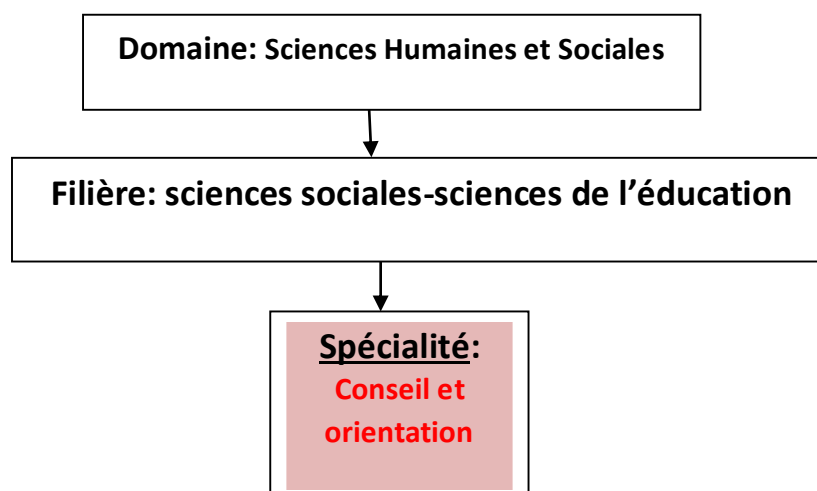 Domaine: Sciences Humaines et Sociales
Filière: sciences sociales-sciences de l’éducation
Spécialité:
Conseil et
orientation